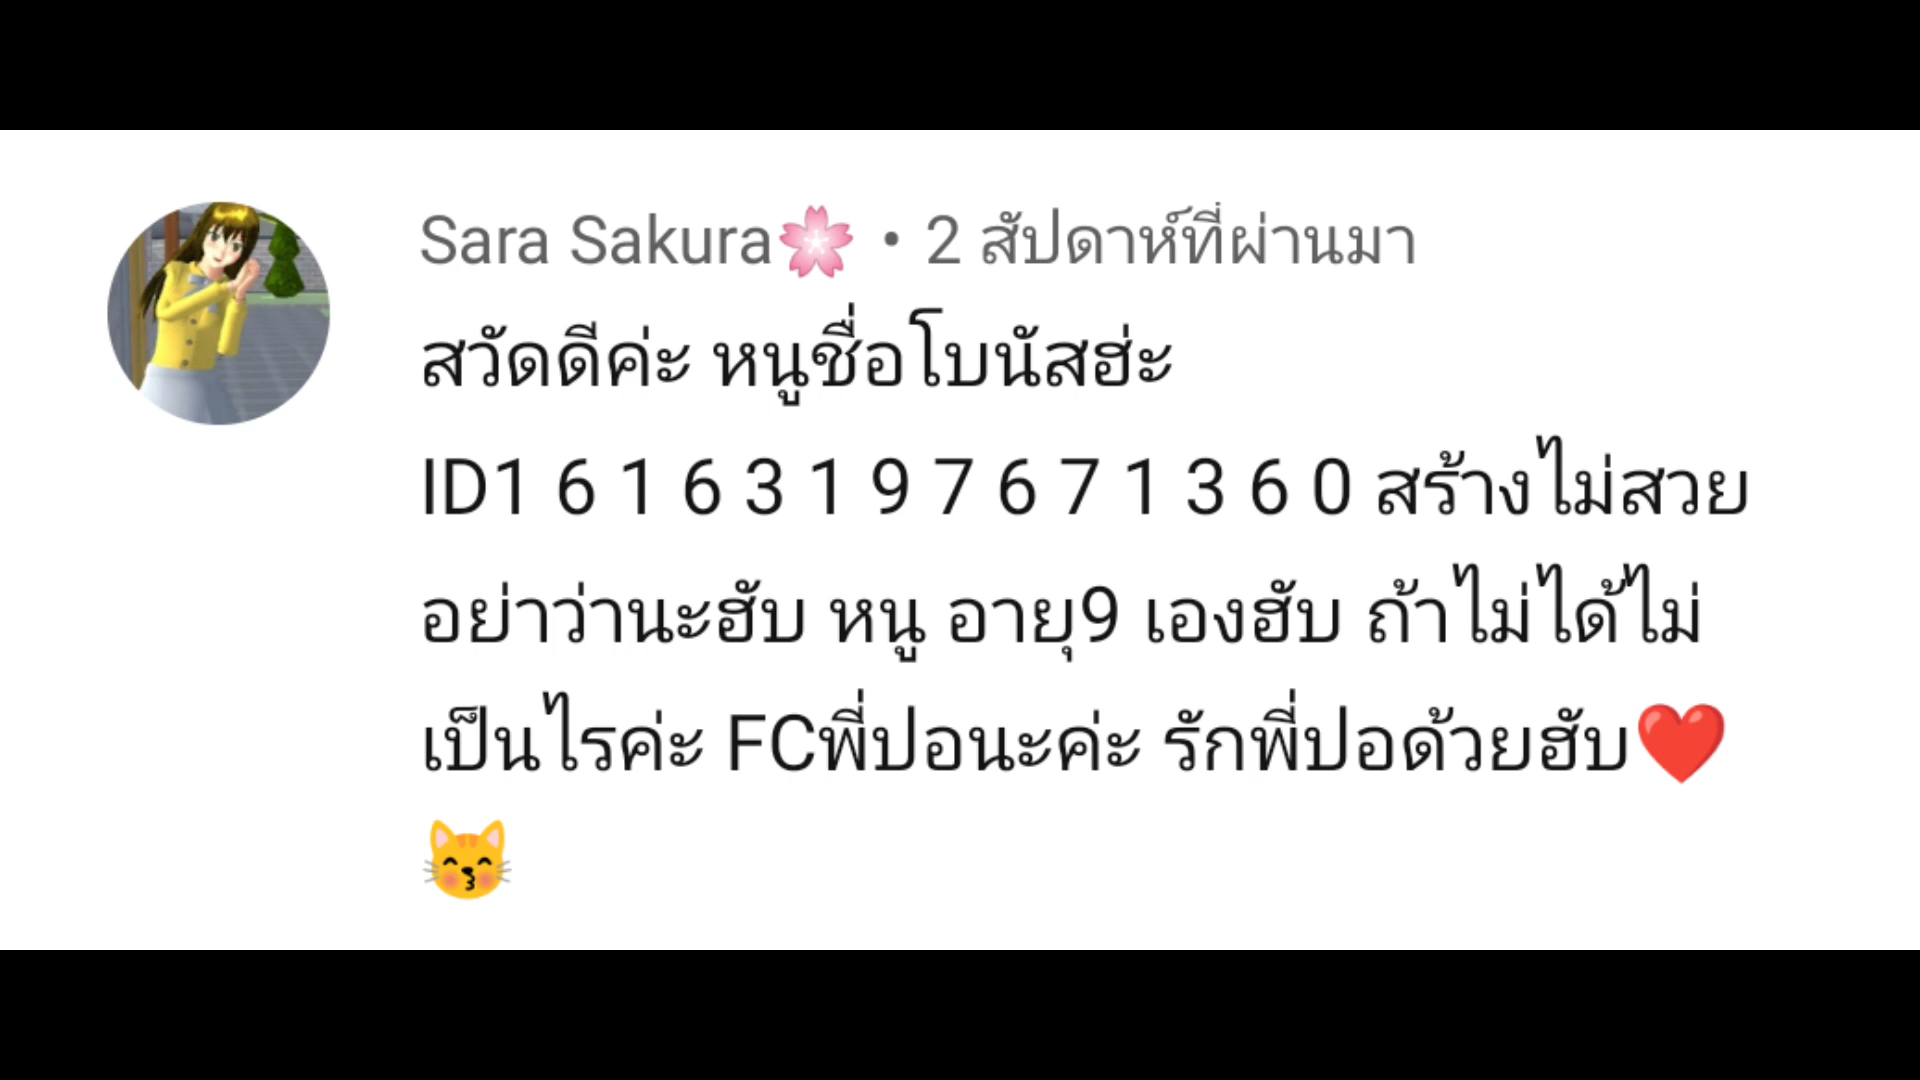 Sara Sakura🌸 • 2 สัปดาห์ที่ผ่านมา
สวัดดีค่ะ หนูชื่อโบนัสฮ่ะ
ID1 6 1 6 3 1 9 7 6 7 1 3 6 0 สร้างไม่สวย
อย่าว่านะฮับ หนู อายุ9 เองฮับ ถ้าไม่ได้ไม่
เป็นไรค่ะ FCพี่ปอนะค่ะ รักพี่ปอด้วยฮับ❤️
😽